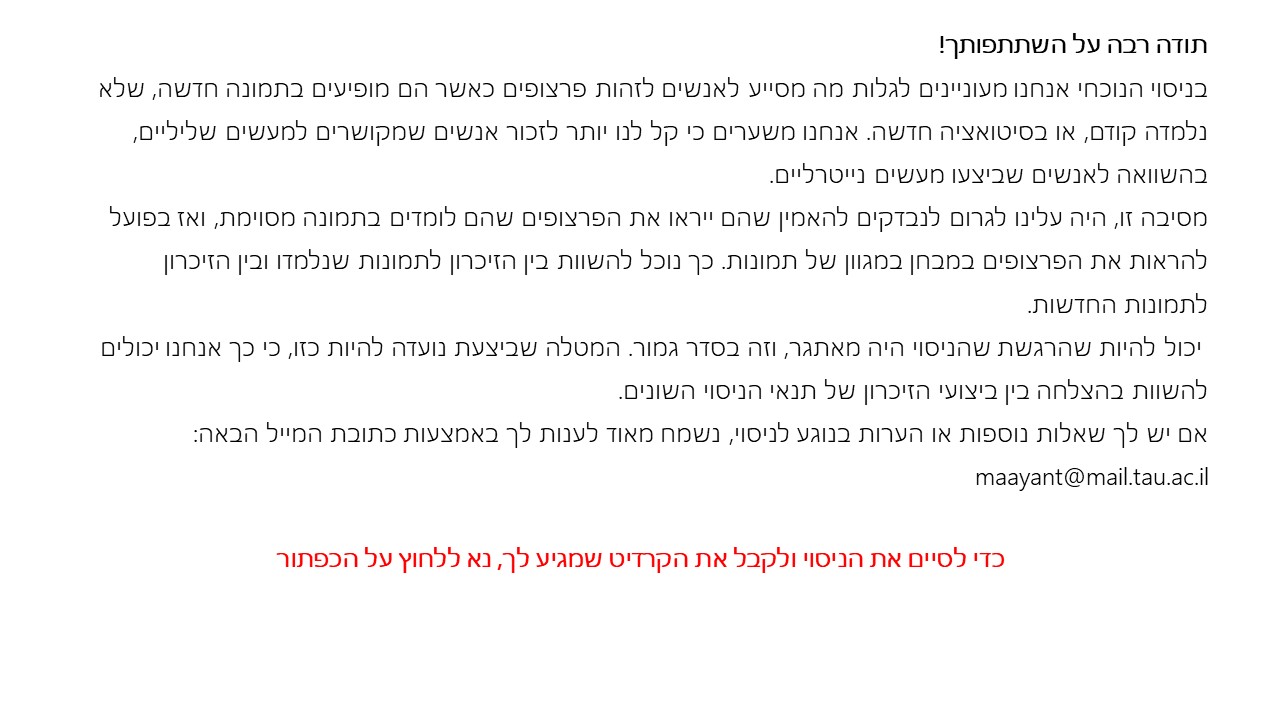 תודה רבה על השתתפותך!
בניסוי הנוכחי אנחנו מעוניינים לגלות מה מסייע לאנשים לזהות פרצופים כאשר הם מופיעים בתמונה חדשה, שלא
נלמדה קודם, או בסיטואציה חדשה. אנחנו משערים כי קל לנו יותר לזכור אנשים שמקושרים למעשים שליליים,
בהשוואה לאנשים שביצעו מעשים נייטרליים.
מסיבה זו, היה עלינו לגרום לנבדקים להאמין שהם ייראו את הפרצופים שהם לומדים בתמונה מסוימת, ואז בפועל
להראות את הפרצופים במבחן במגוון של תמונות. כך נוכל להשוות בין הזיכרון לתמונות שנלמדו ובין הזיכרון
לתמונות החדשות.
יכול להיות שהרגשת שהניסוי היה מאתגר, וזה בסדר גמור. המטלה שביצעת נועדה להיות כזו, כי כך אנחנו יכולים
להשוות בהצלחה בין ביצועי הזיכרון של תנאי הניסוי השונים.
אם יש לך שאלות נוספות או הערות בנוגע לניסוי, נשמח מאוד לענות לך באמצעות כתובת המייל הבאה:
maayant@mail.tau.ac.il
כדי לסיים את הניסוי ולקבל את הקרדיט שמגיע לך, נא ללחוץ על הכפתור